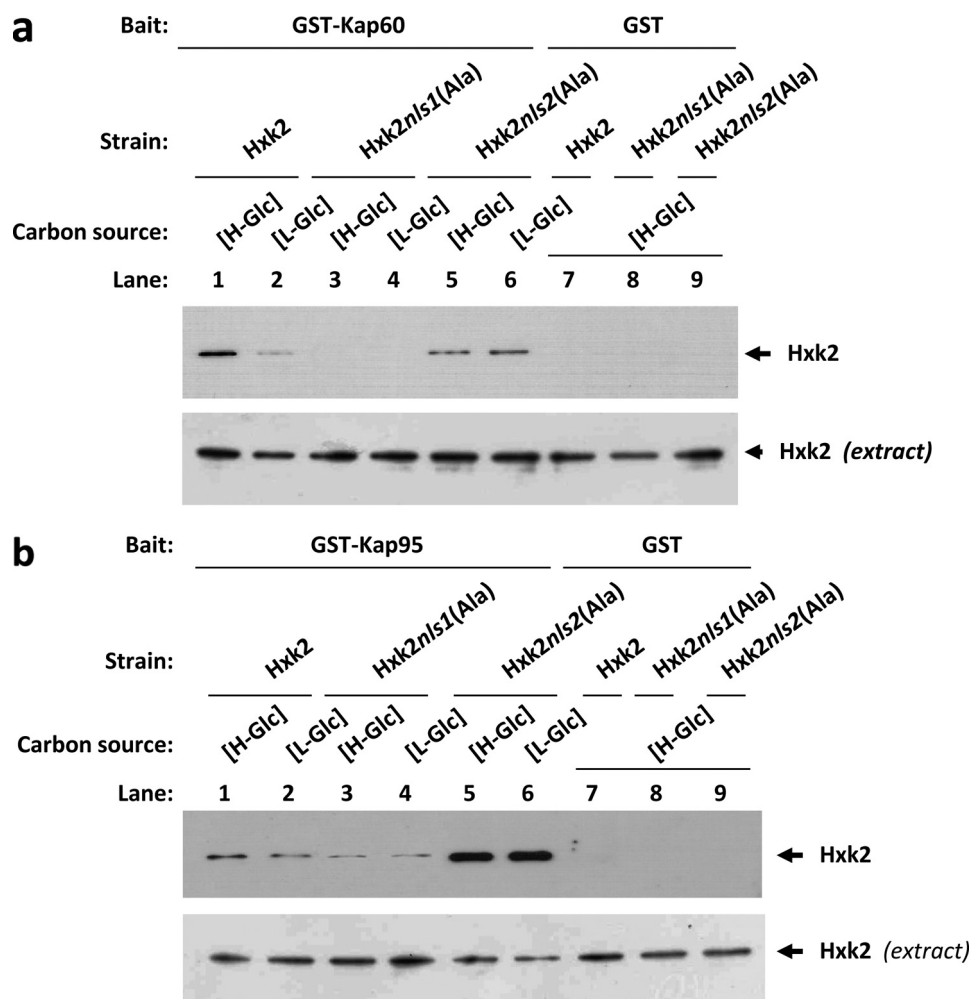 a
Bait: GST-Kap60 GST
Strain: Hxk2 Hxk2nls1(Ala) Hxk2nls2(Ala) Hxk2 Hxk2nls1(Ala) Hxk2nls2(Ala)
Carbon source: [H-Glc] [L-Glc] [H-Glc] [L-Glc] [H-Glc] [L-Glc] [H-Glc]
Lane: 1 2 3 4 5 6 7 8 9
Hxk2
Hxk2 (extract)
b
Bait: GST-Kap95 GST
Strain: Hxk2 Hxk2nls1(Ala) Hxk2nls2(Ala) Hxk2 Hxk2nls1(Ala) Hxk2nls2(Ala)
Carbon source: [H-Glc] [L-Glc] [H-Glc] [L-Glc] [H-Glc] [L-Glc] [H-Glc]
Lane: 1 2 3 4 5 6 7 8 9
Hxk2
Hxk2 (extract)